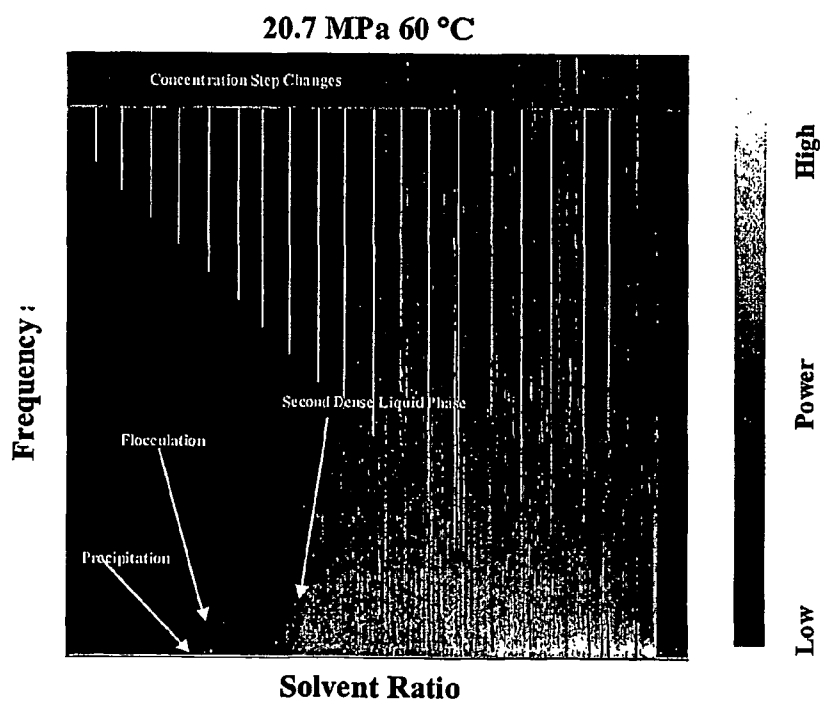 20.7 MPa 60 °C
Concentration Step Changes
High
Frequency :
Second Dense Liquid Phase
Flocculation
Power
Precipitation
Low
Solvent Ratio